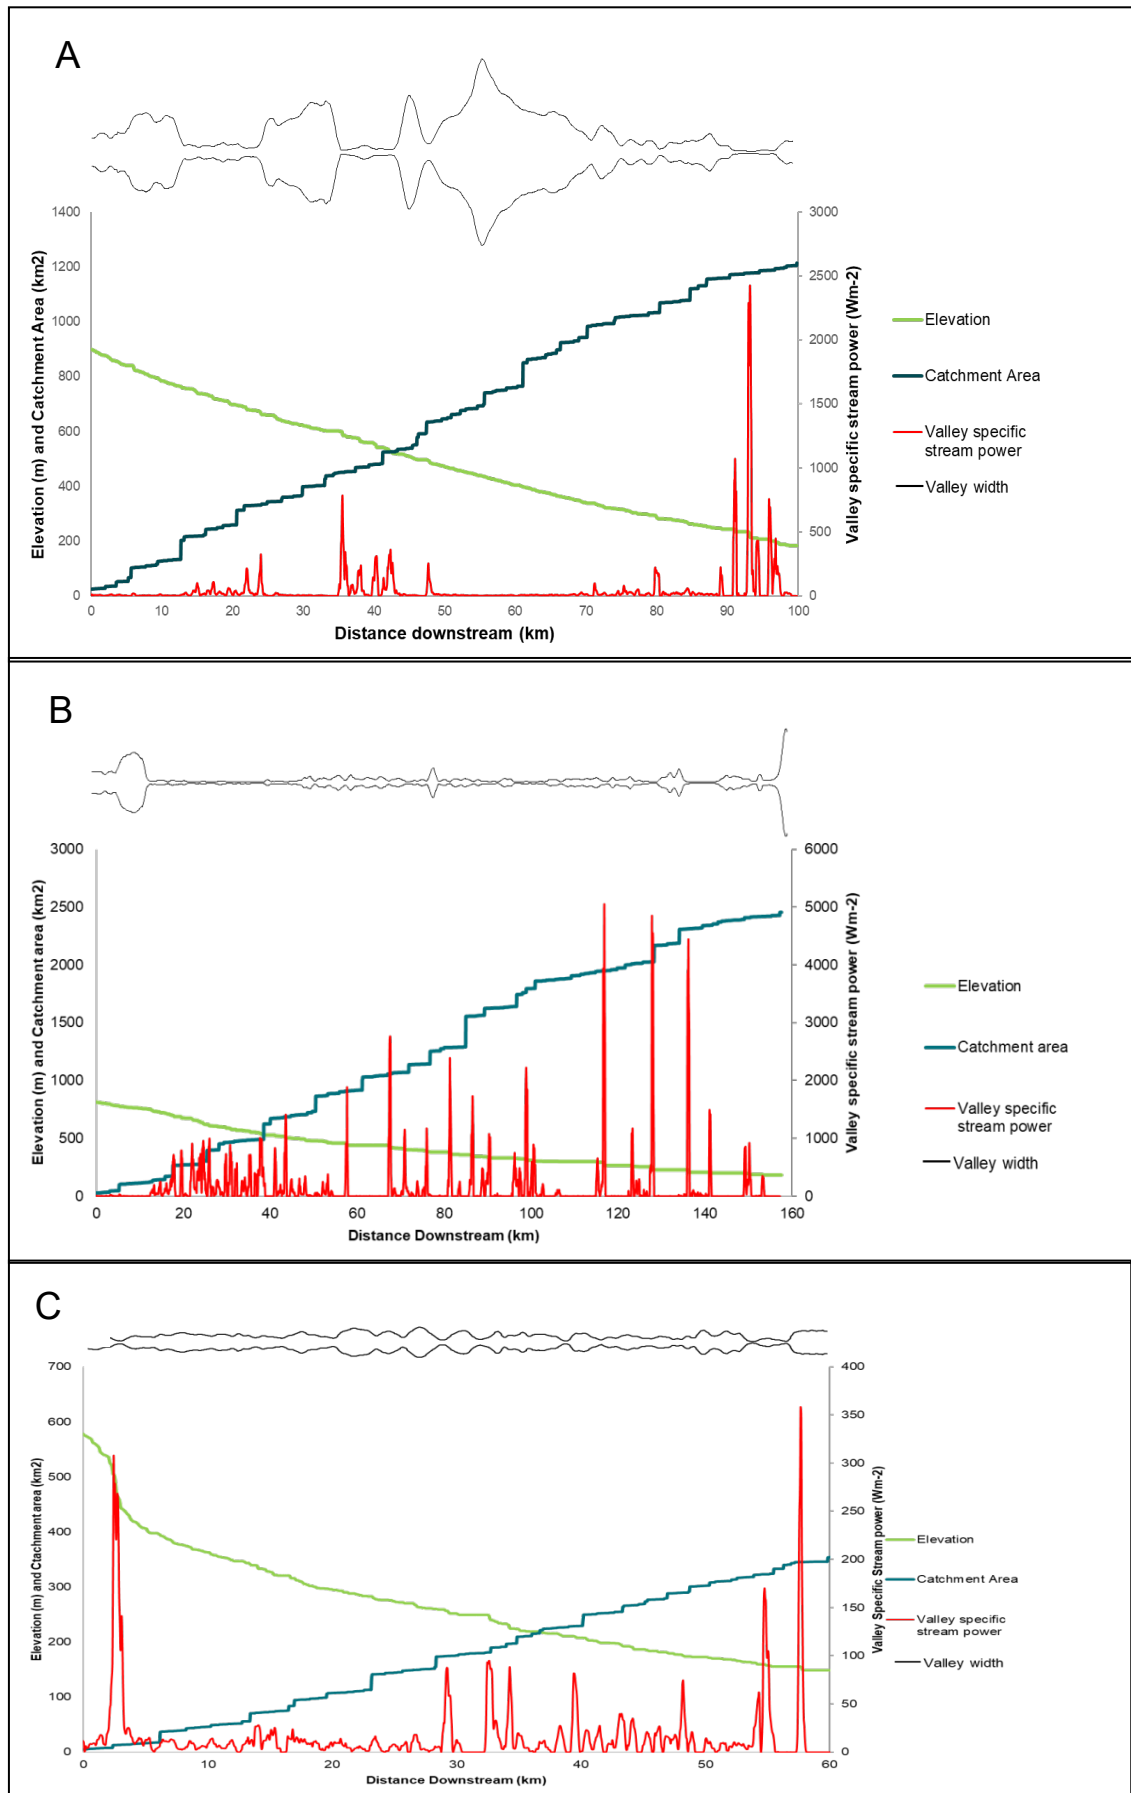 A
1400
1200
1000
800
600
400
200
0
Elevation (m) and Catchment Area (km2)
0
10
20
30
40
50
60
70
80
90
100
Distance downstream (km)
3000
2500
2000
1500
1000
500
0
Valley specific stream power (Wm-2)
Elevation
Catchment Area
Valley specific
stream power
Valley width
B
3000
2500
2000
1500
1000
500
0
Elevation (m) and Catchment area (km2)
0
20
40
60
80
100
120
140
160
Distance Downstream (km)
6000
5000
4000
3000
2000
1000
0
Valley specific stream power (Wm-2)
Elevation
Catchment area
Valley specific
stream power
Valley width
C
700
600
500
400
300
200
100
0
Elevation (m) and Ctachment area (km2)
0
10
20
30
40
50
60
Distance Downstream (km)
400
350
300
250
200
150
100
50
0
Valley Specific Stream power (Wm-2)
Elevation
Catchment Area
Valley specific
stream power
Valley width